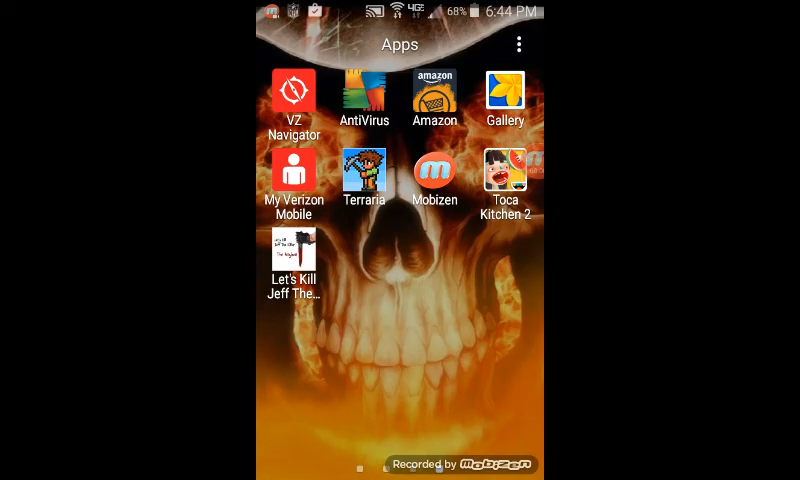 4G 68% 6:44 PM
Apps
amazon
VZ
Navigator
AntiVirus
Amazon
Gallery
My Verizon
Mobile
Terraria
Mobizen
Toca
Kitchen 2
Let's Kill
Jeff The...
Recorded by mobizen